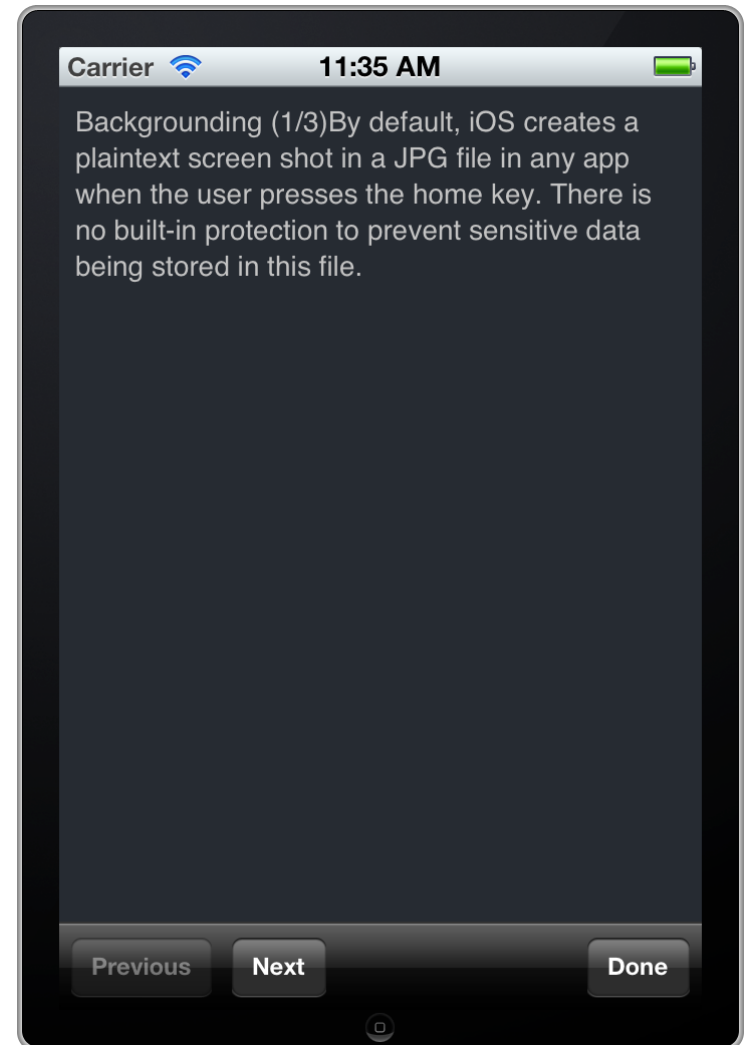 Carrier 11:35 AM
Backgrounding (1/3)By default, iOS creates a
plaintext screen shot in a JPG file in any app
when the user presses the home key. There is
no built-in protection to prevent sensitive data
being stored in this file.
Previous Next Done